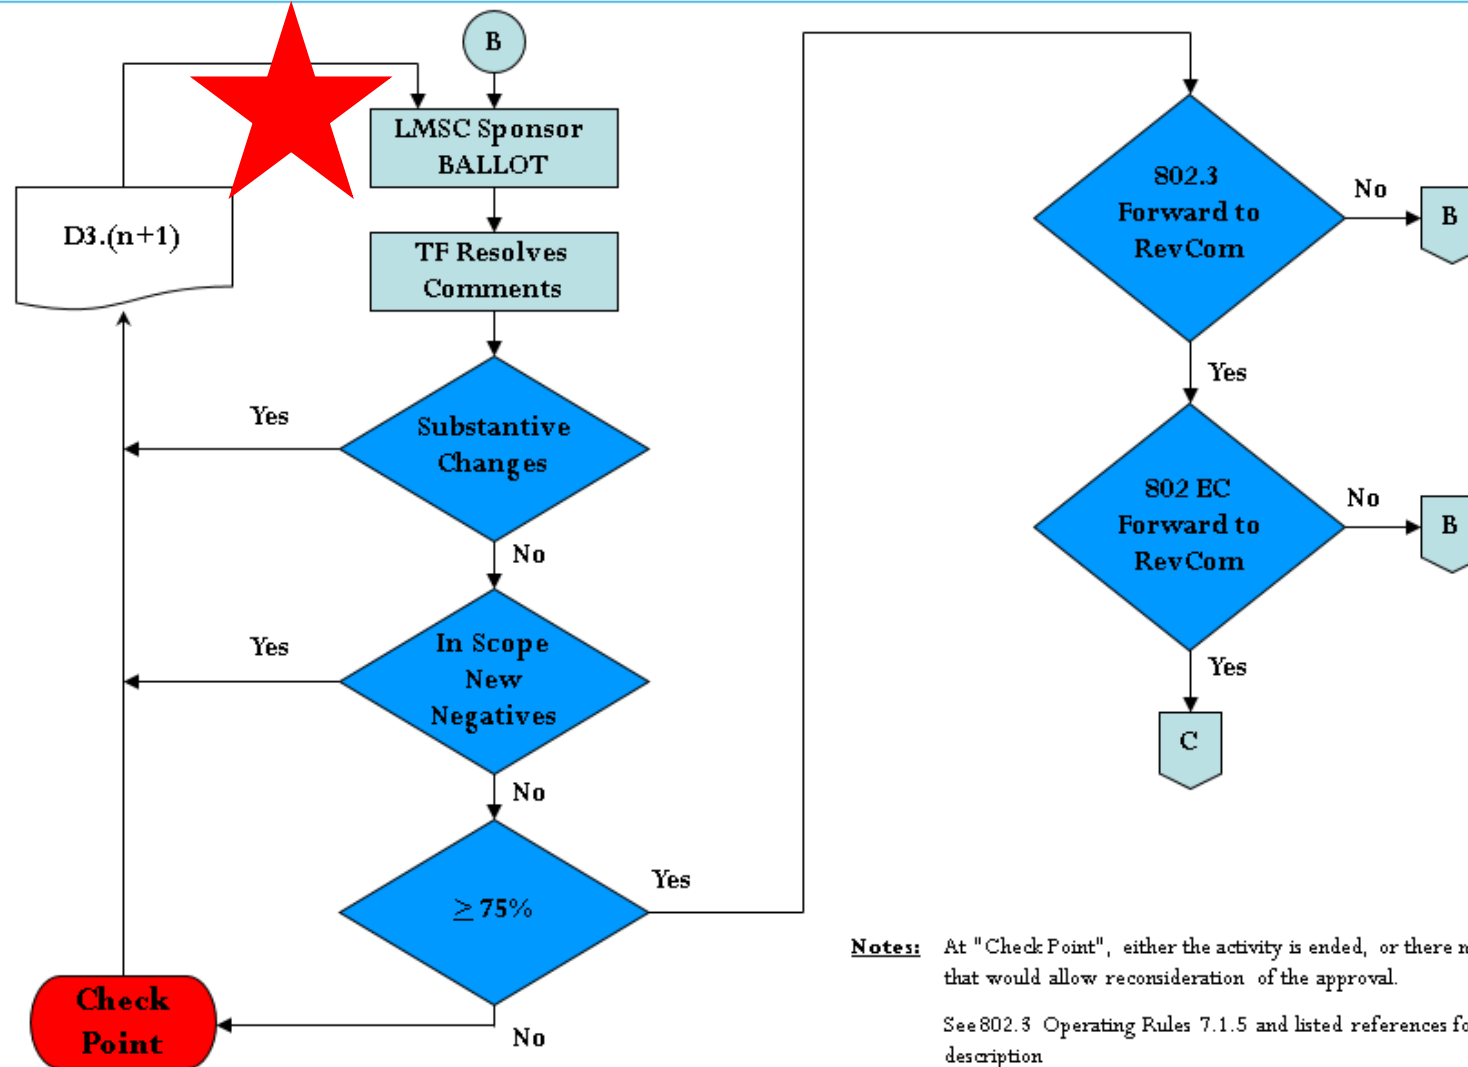 B
LMSC Sponsor
BALLOT
D3.(n+1)
TF Resolves
Comments
Yes
Substantive
Changes
No
Yes
In Scope
New
Negatives
No
≥ 75%
Yes
No
Check
Point
802.3
Forward to
RevCom
No
B
Yes
802 EC
Forward to
RevCom
No
B
Yes
C
Notes: At "Check Point", either the activity is ended, or there
that would allow reconsideration of the approval.
See 802.3 Operating Rules 7.1.5 and listed references
description